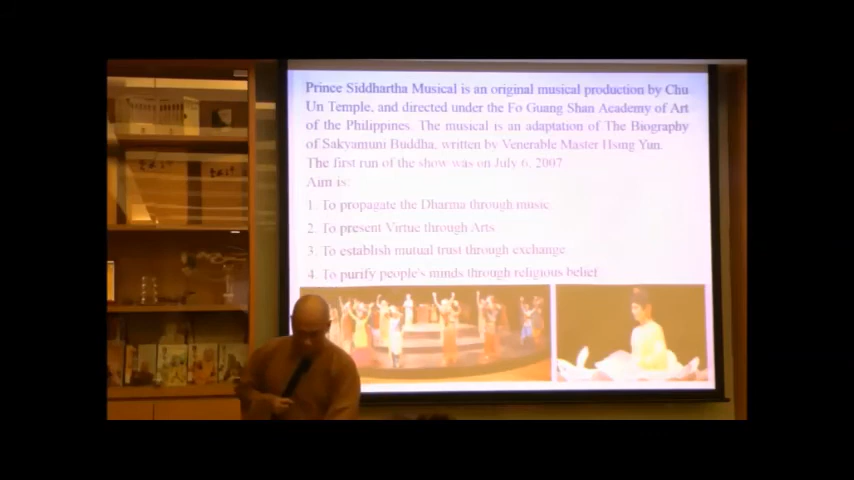 Prince Siddhartha Musical is an original musical production by Chu
Un Temple, and directed under the Fo Guang Shan Academy of Art
of the Philippines. The musical is an adaptation of The Biography
of Sakyamuni Buddha, written by Venerable Master Hsing Yun.
The first run of the show was on July 6, 2007
Aim is:
1. To propagate the Dharma through music
2. To present Virtue through Arts
3. To establish mutual trust through exchange
4. To purify people's minds through religious belief